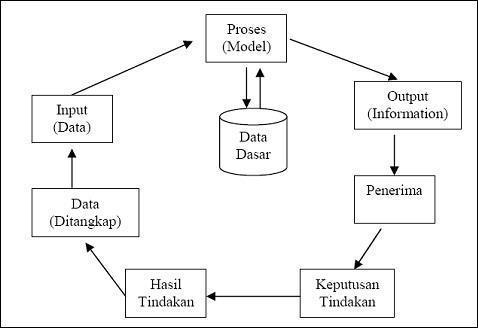 Proses
(Model)
Input
(Data)
Output
(Information)
Data
Dasar
Data
(Ditangkap)
Penerima
Hasil
Tindakan
Keputusan
Tindakan